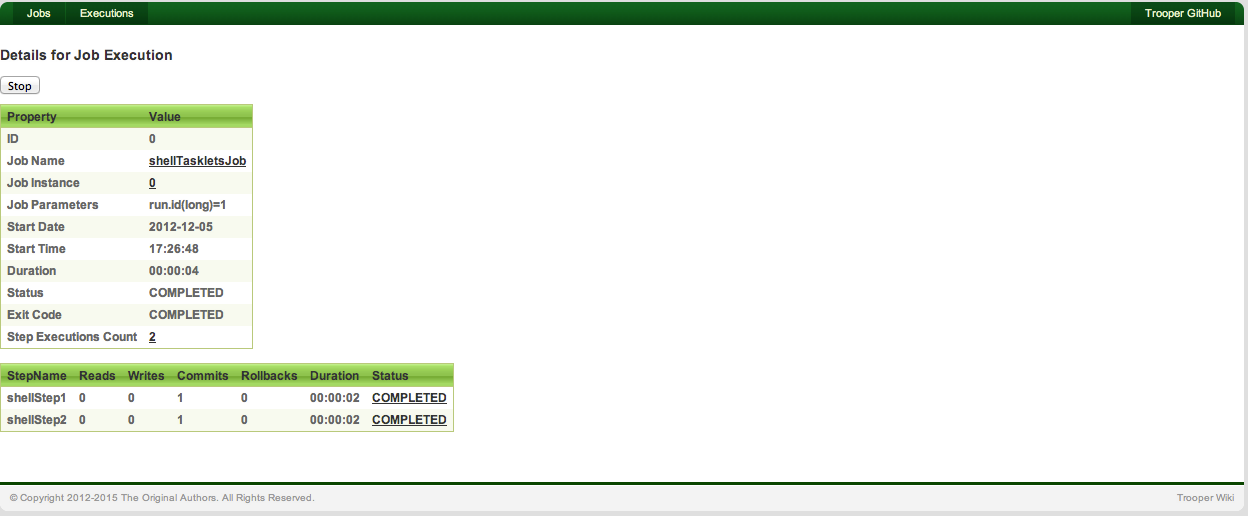 Jobs Executions Trooper GitHub
Details for Job Execution
Stop
Property Value
ID 0
Job Name shellTaskletsJob
Job Instance 0
Job Parameters run.id(long)=1
Start Date 2012-12-05
Start Time 17:26:48
Duration 00:00:04
Status COMPLETED
Exit Code COMPLETED
Step Executions Count 2
StepName Reads Writes Commits Rollbacks Duration Status
shellStep1 0 0 1 0 00:00:02 COMPLETED
shellStep2 0 0 1 0 00:00:02 COMPLETED
© Copyright 2012-2015 The Original Authors. All Rights Reserved. Trooper Wiki